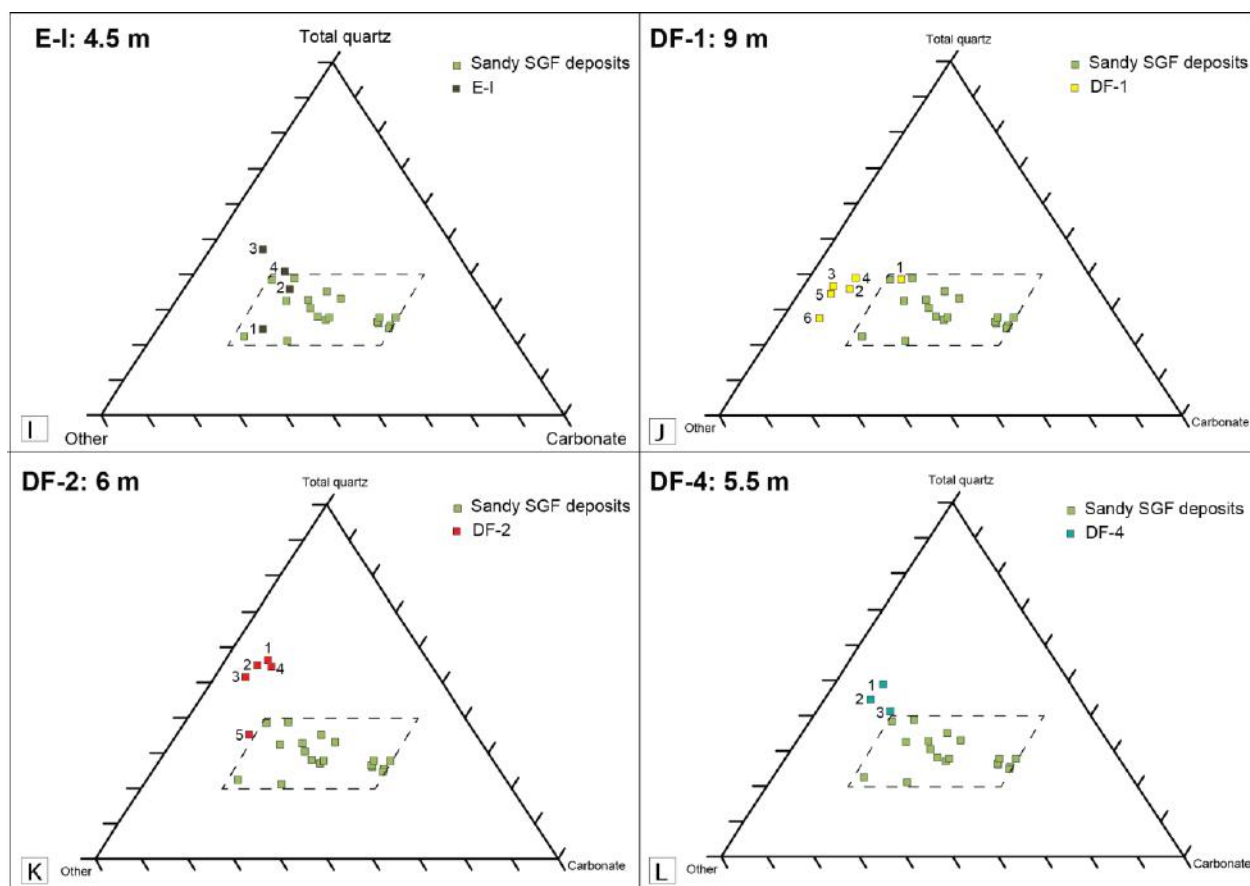 E-I: 4.5 m
Total quartz
Sandy SGF deposits
E-I
3
4
2
1
I
Other
Carbonate
DF-1: 9 m
Total quartz
Sandy SGF deposits
DF-1
3
4
1
5
2
6
J
Other
Carbonate
DF-2: 6 m
Total quartz
Sandy SGF deposits
DF-2
1
2
4
3
5
K
Other
Carbonate
DF-4: 5.5 m
Total quartz
Sandy SGF deposits
DF-4
1
2
3
L
Other
Carbonate